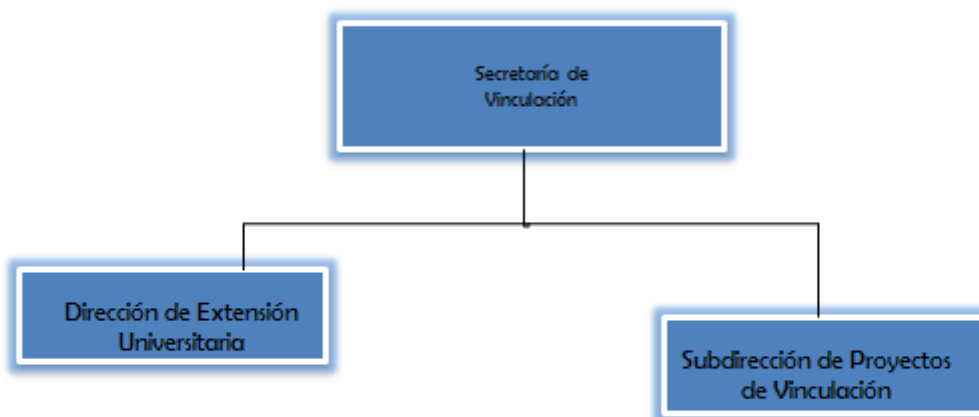 Secretaría de
Vinculación
Dirección de Extensión
Universitaria
Subdirección de Proyectos
de Vinculación